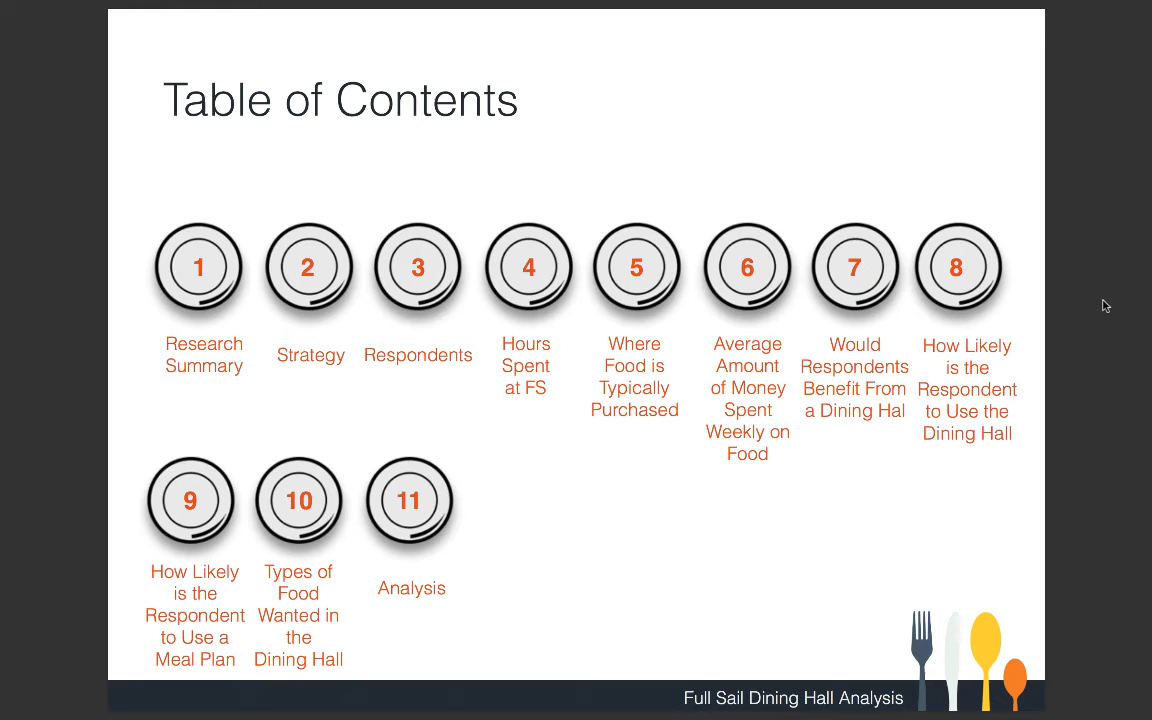 Table of Contents
1
2
3
4
5
6
7
8
Research
Summary
Strategy
Respondents
Hours
Spent
at FS
Where
Food is
Typically
Purchased
Average
Amount
of Money
Spent
Weekly on
Food
Would
Respondents
Benefit From
a Dining Hal
How Likely
is the
Respondent
to Use the
Dining Hall
9
10
11
How Likely
is the
Respondent
to Use a
Meal Plan
Types of
Food
Wanted in
the
Dining Hall
Analysis
Full Sail Dining Hall Analysis